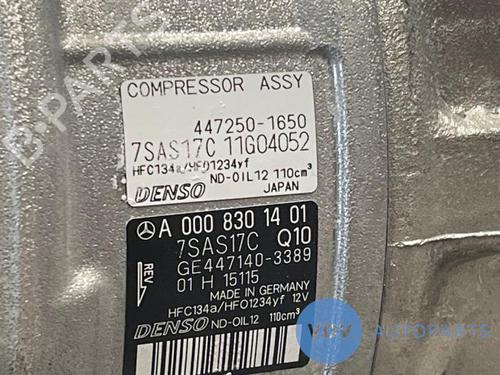 COMPRESSOR ASSY
447250-1650
7SAS17C 11G04052
HFC134a/HFO1234yf
DENSO ND-OIL12 110cm³
JAPAN
A 000 830 14 01
7SAS17C Q10
GE447140-3389
REV.
01 H 15115
MADE IN GERMANY
HFC134a/HFO1234yf 12V
DENSO ND-OIL12 110cm³
VDV AUTOPARTS
B-PARTS